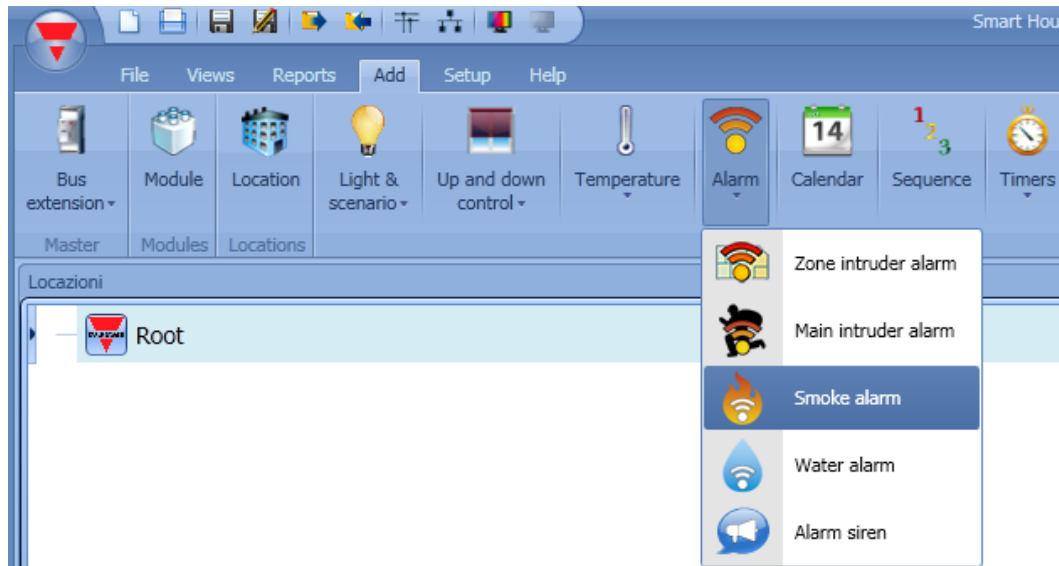 Smart Hou
File Views Reports Add Setup Help
14
1 2 3
Bus extension
Module
Location
Light & scenario
Up and down control
Temperature
Alarm
Calendar
Sequence
Timers
Master Modules Locations
Locazioni
Root
Zone intruder alarm
Main intruder alarm
Smoke alarm
Water alarm
Alarm siren